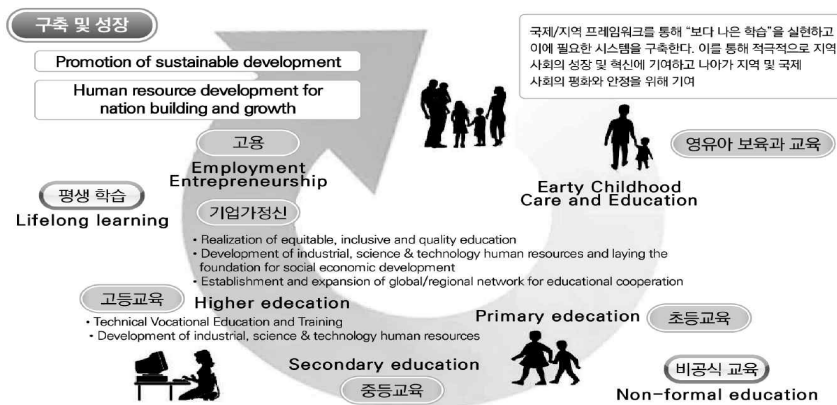 구축 및 성장
Promotion of sustainable development
Human resource development for
nation building and growth
국제/지역 프레임워크를 통해 "보다 나은 학습"을 실현하고
이에 필요한 시스템을 구축한다. 이를 통해 적극적으로 지역
사회의 성장 및 혁신에 기여하고 나아가 지역 및 국제
사회의 평화와 안정을 위해 기여
고용
Employment
Entrepreneurship
영유아 보육과 교육
Earty Childhood
Care and Education
평생 학습
Lifelong learning
기업가정신
• Realization of equitable, inclusive and quality education
• Development of industrial, science & technology human resources and laying the
foundation for social economic development
• Establishment and expansion of global/regional network for educational cooperation
고등교육
Higher edecation
• Technical Vocational Education and Training
• Development of industrial, science & technology human resources
Primary edecation
초등교육
Secondary education
중등교육
비공식 교육
Non-formal education